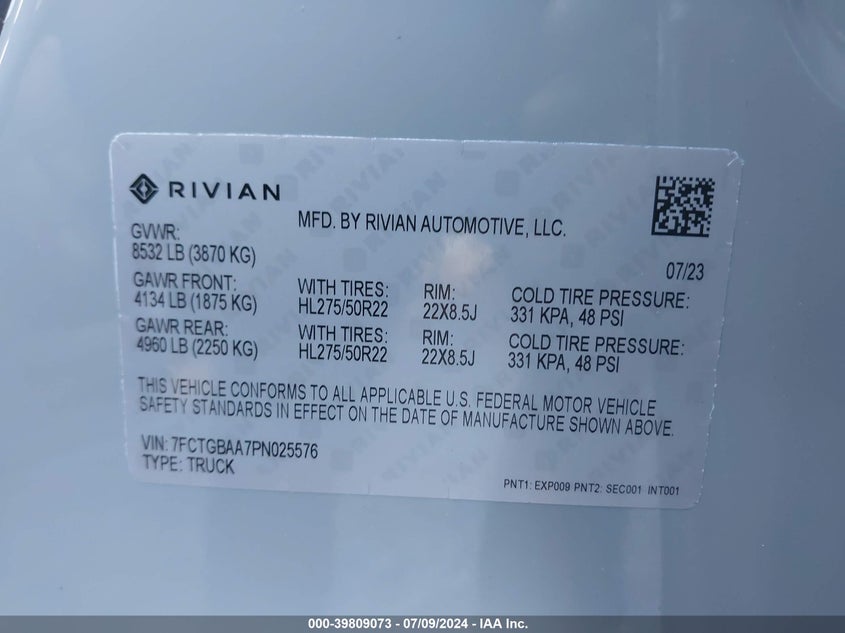 RIVIAN
MFD. BY RIVIAN AUTOMOTIVE, LLC.
GVWR:
8532 LB (3870 KG)
07/23
GAWR FRONT:
4134 LB (1875 KG)
WITH TIRES:
HL275/50R22
RIM:
22X8.5J
COLD TIRE PRESSURE:
331 KPA, 48 PSI
GAWR REAR:
4960 LB (2250 KG)
WITH TIRES:
HL275/50R22
RIM:
22X8.5J
COLD TIRE PRESSURE:
331 KPA, 48 PSI
THIS VEHICLE CONFORMS TO ALL APPLICABLE U.S. FEDERAL MOTOR VEHICLE
SAFETY STANDARDS IN EFFECT ON THE DATE OF MANUFACTURE SHOWN ABOVE.
VIN: 7FCTGBAA7PN025576
TYPE: TRUCK
PNT1: EXP009 PNT2: SEC001 INT001
000-39809073 - 07/09/2024 - IAA Inc.